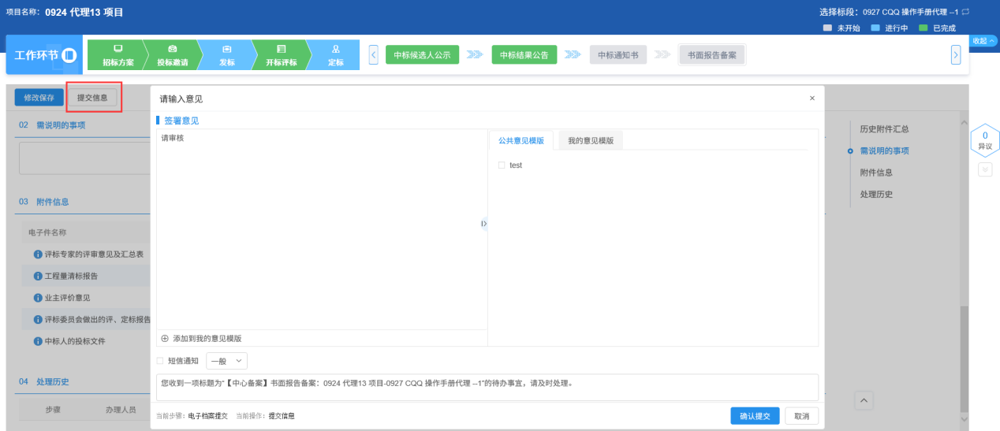 项目名称: 0924 代理13 项目
选择标段: 0927 CQQ 操作手册代理 --1
未开始 进行中 已完成
工作环节 招标方案 投标邀请 发标 开标评标 定标 中标候选人公示 中标结果公告 中标通知书 书面报告备案 收起
修改保存 提交信息
请输入意见 ×
签署意见
请审核
公共意见模版 我的意见模版
test
添加到我的意见模版
短信通知 一般
您收到一项标题为“【中心备案】书面报告备案：0924 代理13 项目-0927 CQQ 操作手册代理 --1”的待办事宜，请及时处理。
当前步骤: 电子档案提交 当前操作: 提交信息
确认提交 取消
02 需说明的事项
03 附件信息
电子件名称
评标专家的评审意见及汇总表
工程量清标报告
业主评价意见
评标委员会做出的评、定标报告
中标人的投标文件
04 处理历史
步骤 办理人员
历史附件汇总
需说明的事项
附件信息
处理历史
0
异议